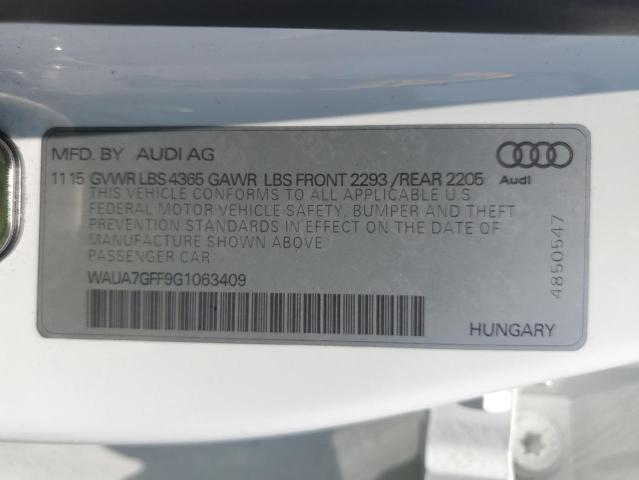 MFD. BY AUDI AG
11 15 GVWR LBS 4365 GAWR LBS FRONT 2293 /REAR 2205
THIS VEHICLE CONFORMS TO ALL APPLICABLE U.S
FEDERAL MOTOR VEHICLE SAFETY, BUMPER AND THEFT
PREVENTION STANDARDS IN EFFECT ON THE DATE OF
MANUFACTURE SHOWN ABOVE
PASSENGER CAR
WAUA7GFF9G1063409
HUNGARY
Audi
4850547